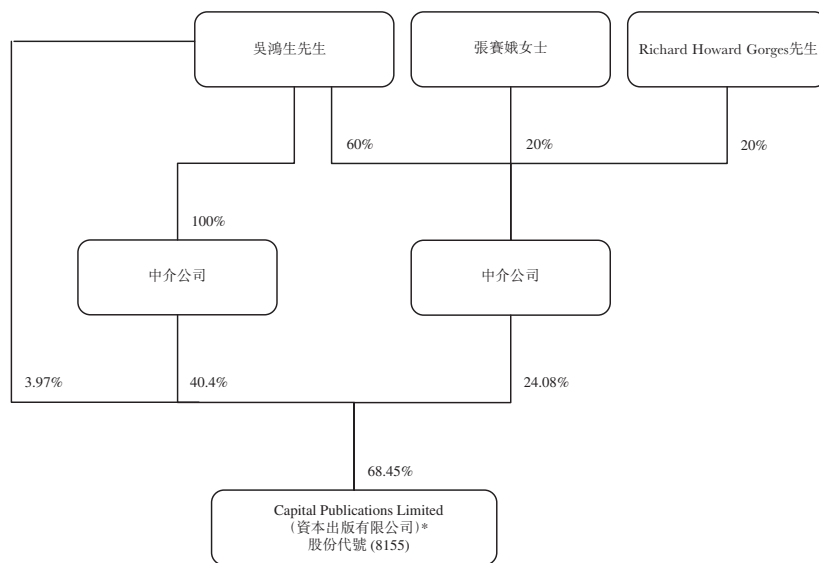 吳鴻生先生
張賽娥女士
Richard Howard Gorges先生
60%
20%
20%
100%
中介公司
中介公司
3.97%
40.4%
24.08%
68.45%
Capital Publications Limited
(資本出版有限公司)*
股份代號 (8155)